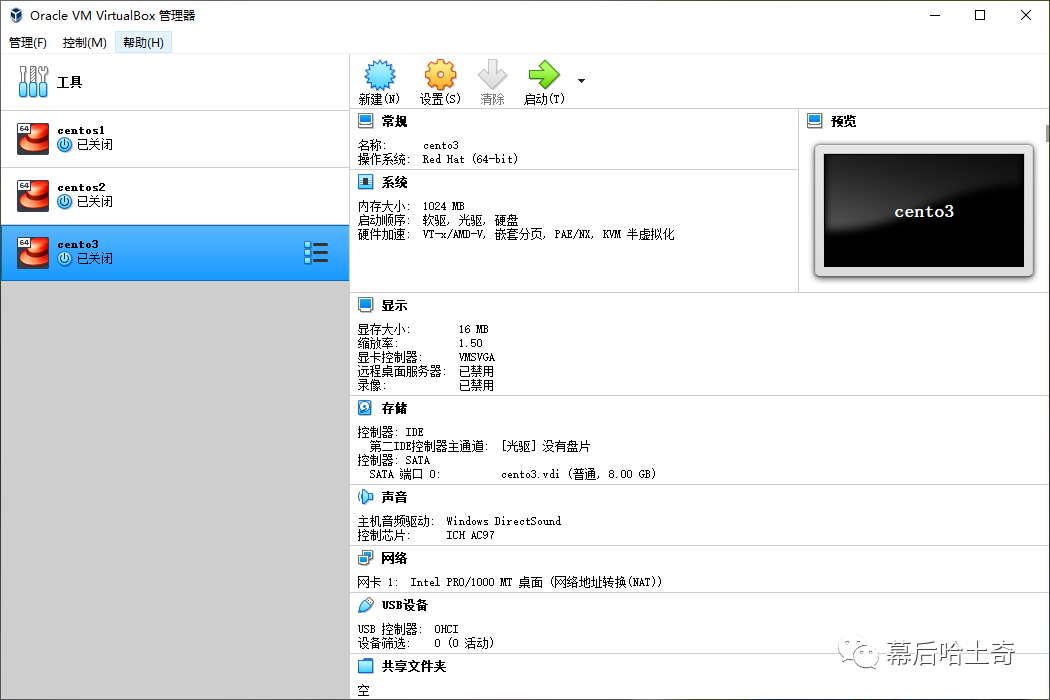 Oracle VM VirtualBox 管理器
管理(F) 控制(M) 帮助(H)
工具
64 centos1
已关闭
64 centos2
已关闭
64 cento3
已关闭
新建(N) 设置(S) 清除 启动(T)
常规
名称: cento3
操作系统: Red Hat (64-bit)
系统
内存大小: 1024 MB
启动顺序: 软驱, 光驱, 硬盘
硬件加速: VT-x/AMD-V, 嵌套分页, PAE/NX, KVM 半虚拟化
预览
cento3
显示
显存大小: 16 MB
缩放率: 1.50
显卡控制器: VMSVGA
远程桌面服务器: 已禁用
录像: 已禁用
存储
控制器: IDE
第二IDE控制器主通道: [光驱] 没有盘片
控制器: SATA
SATA 端口 0: cento3.vdi (普通, 8.00 GB)
声音
主机音频驱动: Windows DirectSound
控制芯片: ICH AC97
网络
网卡 1: Intel PRO/1000 MT 桌面 (网络地址转换(NAT))
USB设备
USB 控制器: OHCI
设备筛选: 0 (0 活动)
共享文件夹
空
幕后哈士奇